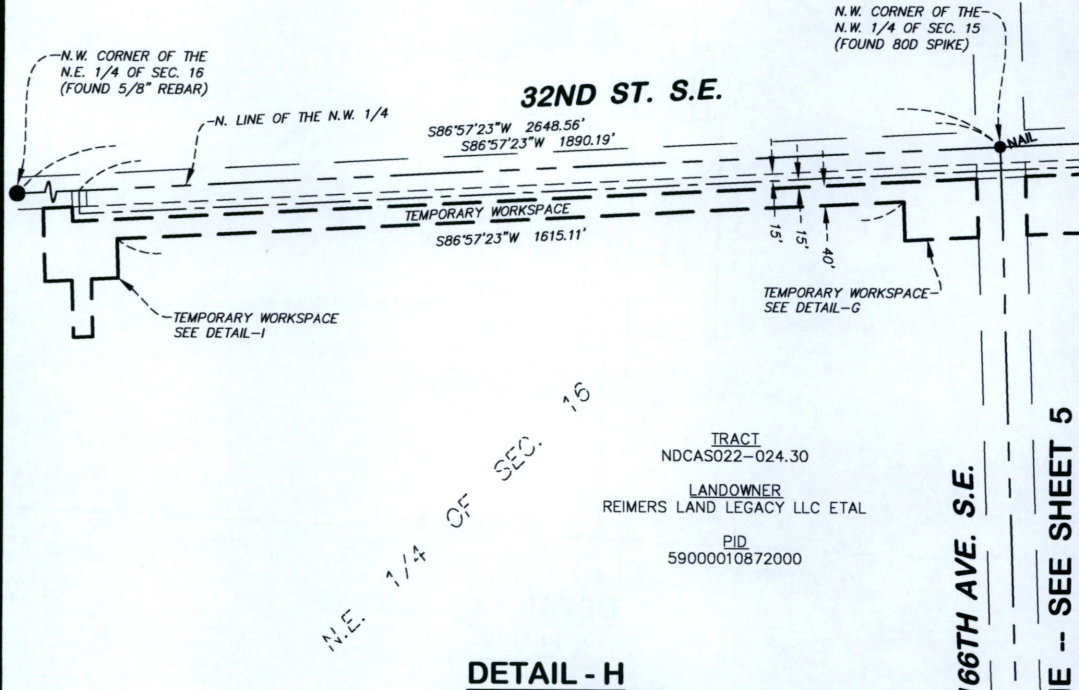 N.W. CORNER OF THE
N.E. 1/4 OF SEC. 16
(FOUND 5/8" REBAR)
N. LINE OF THE N.W. 1/4
32ND ST. S.E.
S86°57'23"W 2648.56'
S86°57'23"W 1890.19'
N.W. CORNER OF THE
N.W. 1/4 OF SEC. 15
(FOUND 80D SPIKE)
NAIL
TEMPORARY WORKSPACE
S86°57'23"W 1615.11'
15'
15'
40'
TEMPORARY WORKSPACE
SEE DETAIL-I
TEMPORARY WORKSPACE
SEE DETAIL-G
N.E. 1/4 OF SEC. 16
TRACT
NDCAS022-024.30
LANDOWNER
REIMERS LAND LEGACY LLC ETAL
PID
59000010872000
66TH AVE. S.E.
E -- SEE SHEET 5
DETAIL - H